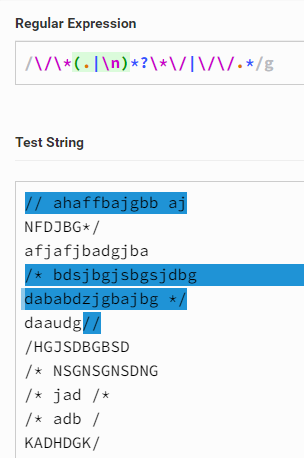 Regular Expression
/\/\*(.|\n)*?\*\/|\/\/.*/g
Test String
// ahaffbajgbb aj
NFDJBG*/
afjafjbadgjba
/* bdsjbgjsbgsjdbg
dababdzjgbajbg */
daaudg//
/HGJSDBGBSD
/* NSGNSGNSDNG
/* jad /*
/* adb /
KADHDGK/